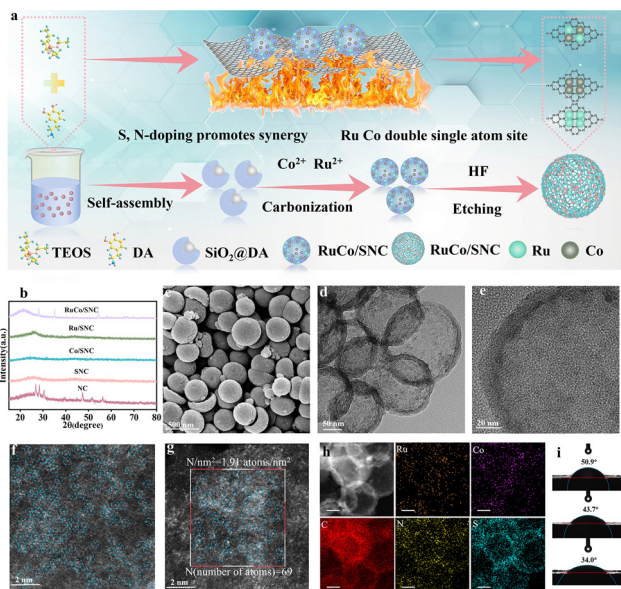 a
S, N-doping promotes synergy
Ru Co double single atom site
Co²⁺ Ru²⁺
HF
Self-assembly
Carbonization
Etching
TEOS
DA
SiO₂@DA
RuCo/SNC
RuCo/SNC
Ru
Co
b
RuCo/SNC
Ru/SNC
Co/SNC
SNC
NC
Intensity(a.u.)
20 30 40 50 60 70 80
2θ(degree)
500 nm
d
50 nm
e
20 nm
f
2 nm
g
N/nm²=1.91 atoms/nm²
N(number of atoms)=69
2 nm
h
Ru
Co
C
N
S
i
50.9°
43.7°
34.0°